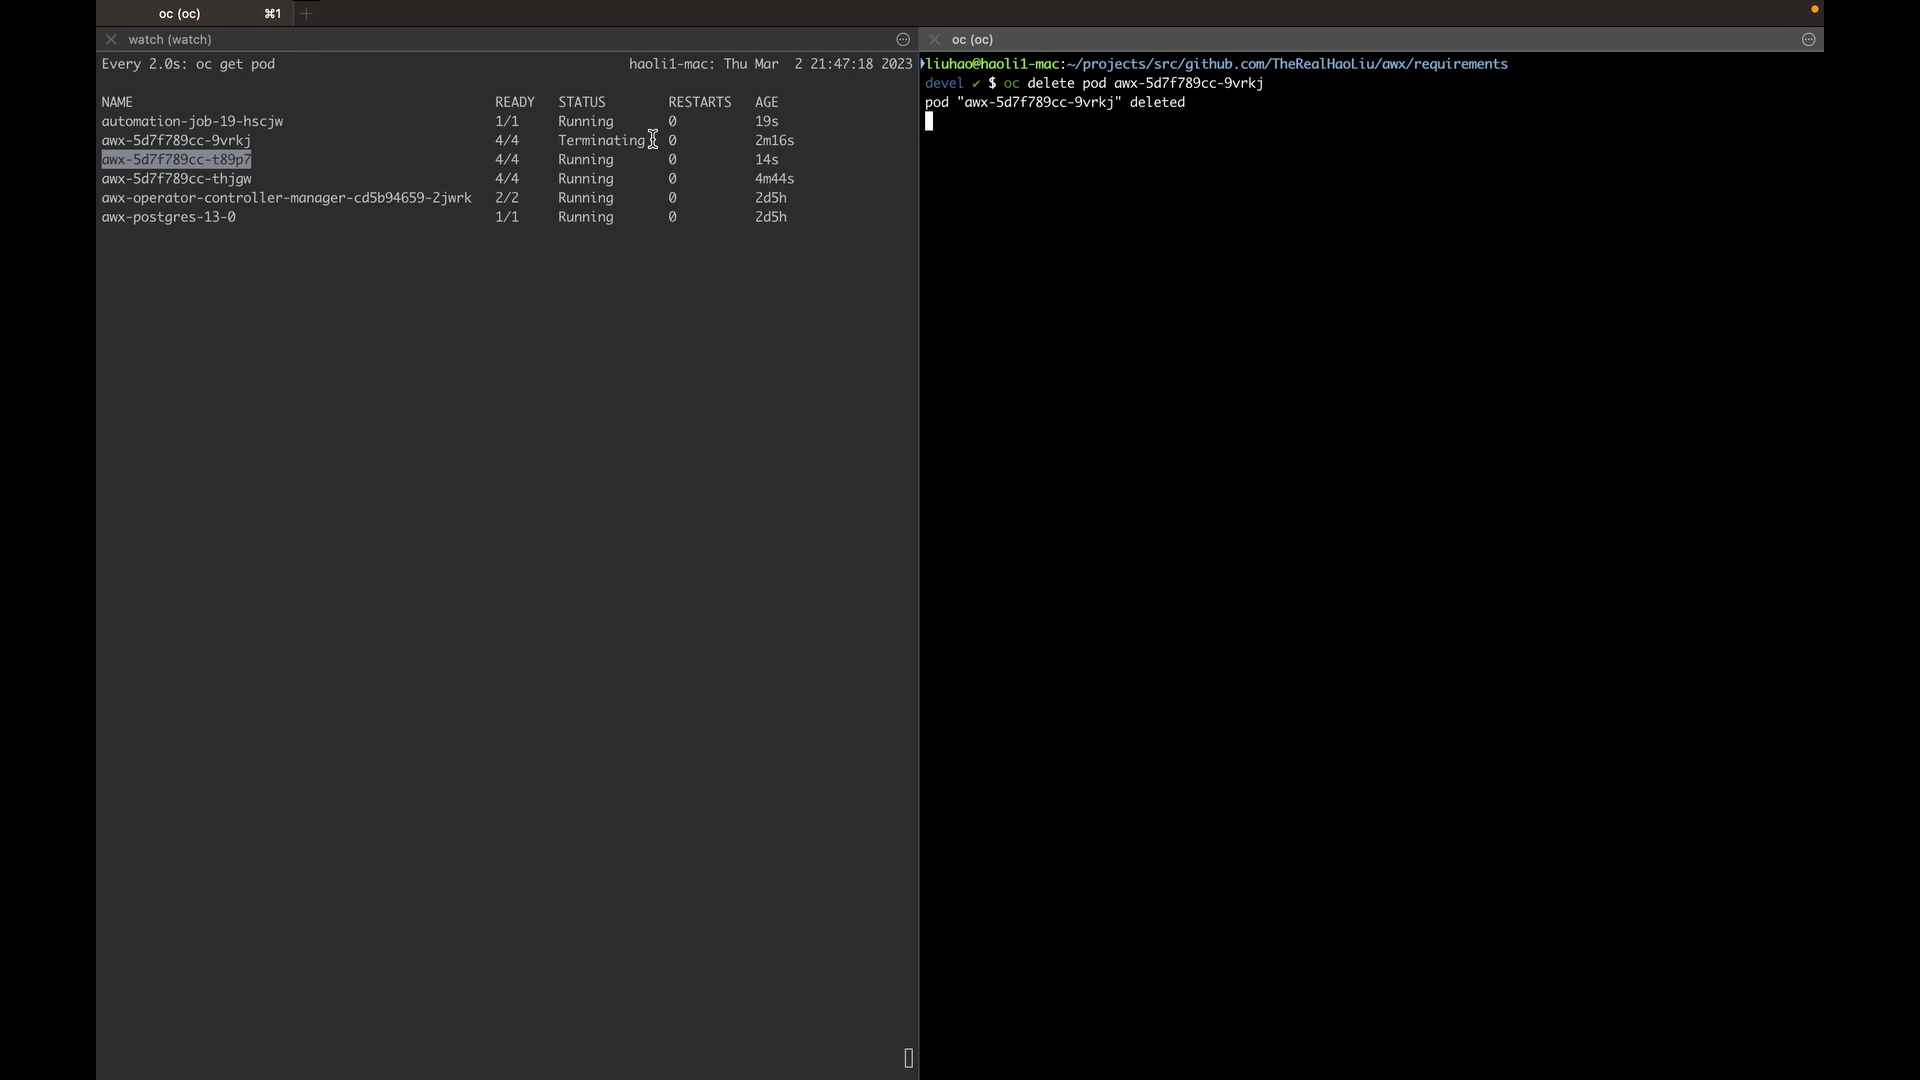 oc (oc) ⌘1 +
watch (watch)
Every 2.0s: oc get pod haoli1-mac: Thu Mar 2 21:47:18 2023
NAME READY STATUS RESTARTS AGE
automation-job-19-hscjw 1/1 Running 0 19s
awx-5d7f789cc-9vrkj 4/4 Terminating 0 2m16s
awx-5d7f789cc-t89p7 4/4 Running 0 14s
awx-5d7f789cc-thjgw 4/4 Running 0 4m44s
awx-operator-controller-manager-cd5b94659-2jwrk 2/2 Running 0 2d5h
awx-postgres-13-0 1/1 Running 0 2d5h
oc (oc)
liuhao@haoli1-mac:~/projects/src/github.com/TheRealHaoLiu/awx/requirements
devel ✔ $ oc delete pod awx-5d7f789cc-9vrkj
pod "awx-5d7f789cc-9vrkj" deleted